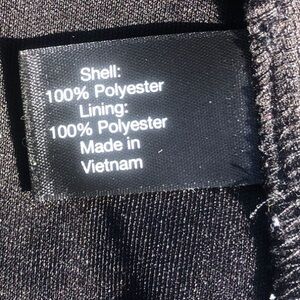 Shell:
100% Polyester
Lining:
100% Polyester
Made in
Vietnam